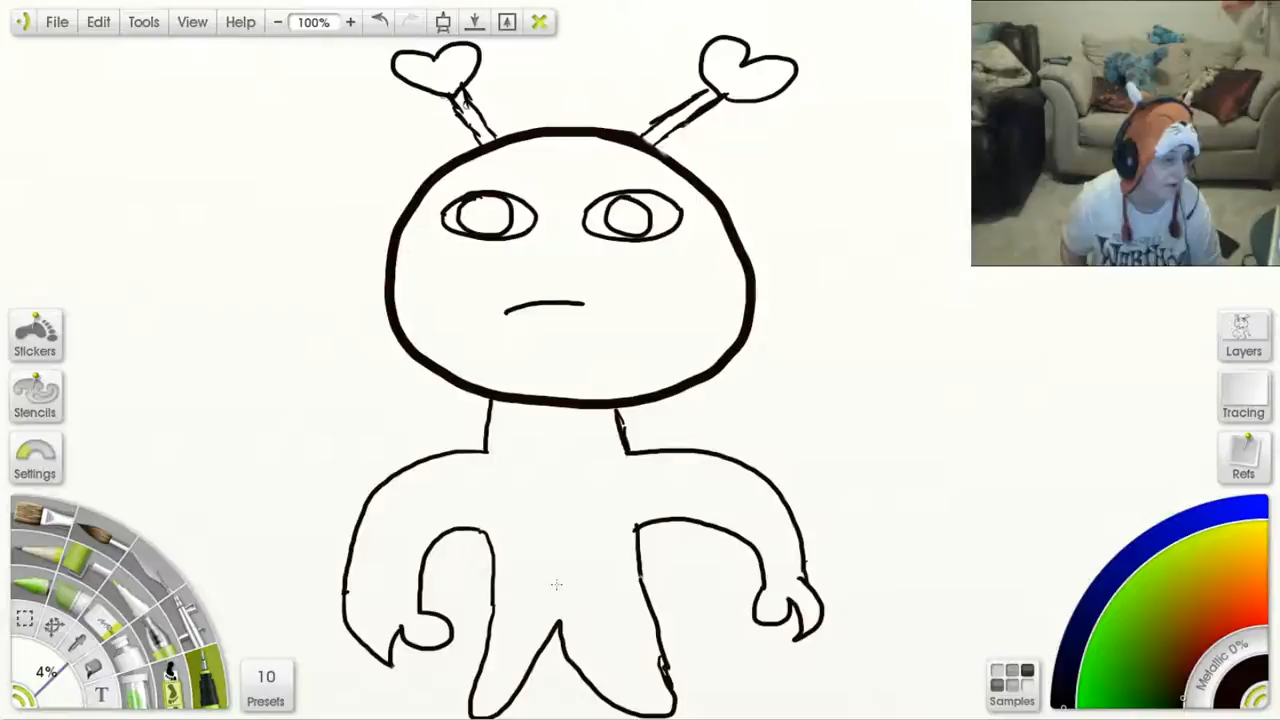 File Edit Tools View Help − 100% +
Stickers
Stencils
Settings
Layers
Tracing
Refs
4%
T
10
Presets
Metallic 0%
Samples